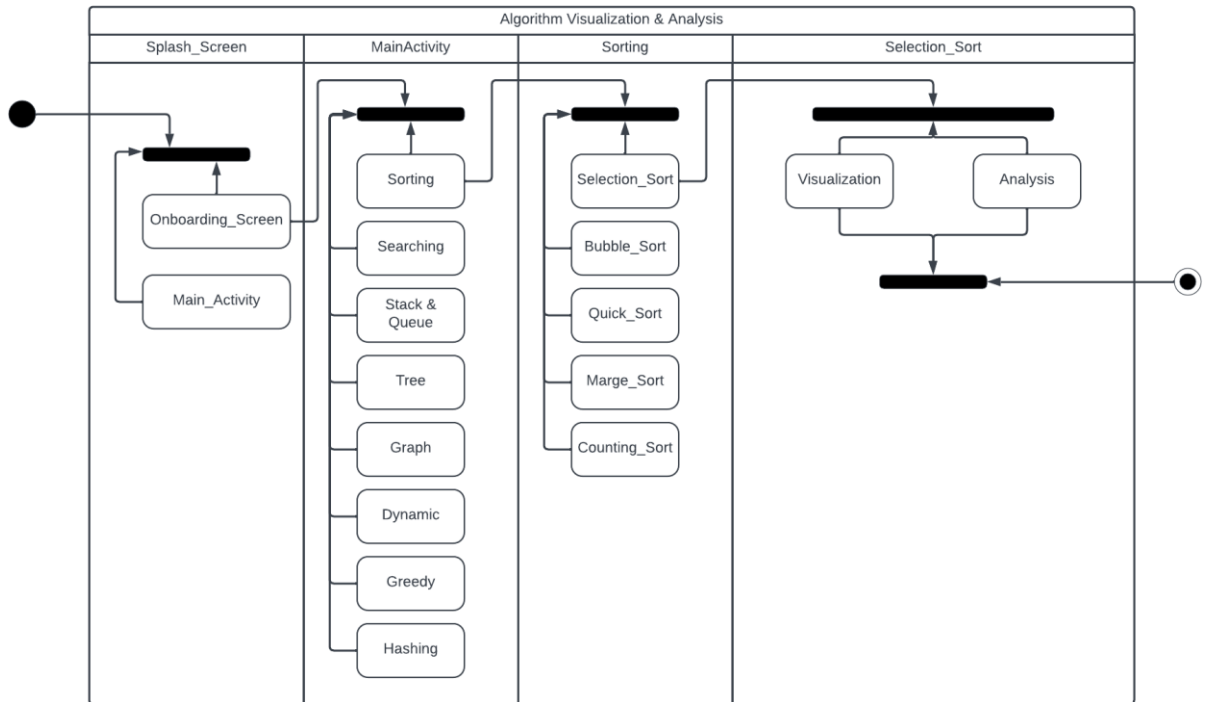 Algorithm Visualization & Analysis
Splash_Screen
MainActivity
Sorting
Selection_Sort
Onboarding_Screen
Main_Activity
Sorting
Searching
Stack &
Queue
Tree
Graph
Dynamic
Greedy
Hashing
Selection_Sort
Bubble_Sort
Quick_Sort
Marge_Sort
Counting_Sort
Visualization
Analysis